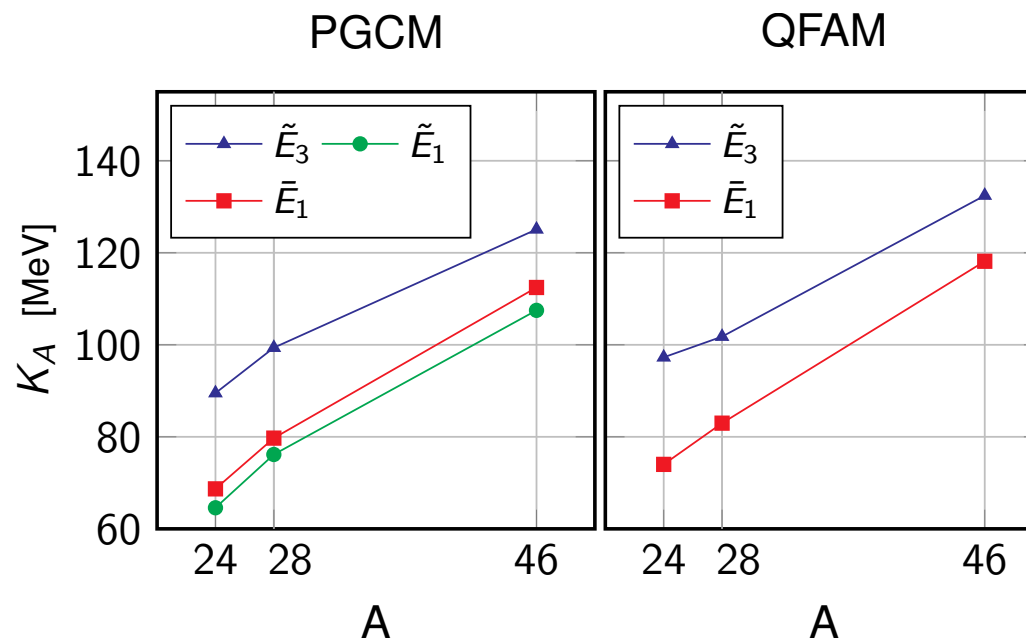 PGCM QFAM
Ẽ₃ Ẽ₁
Ē₁
Ẽ₃
Ē₁
K_A [MeV]
140
120
100
80
60
24 28 46
24 28 46
A A